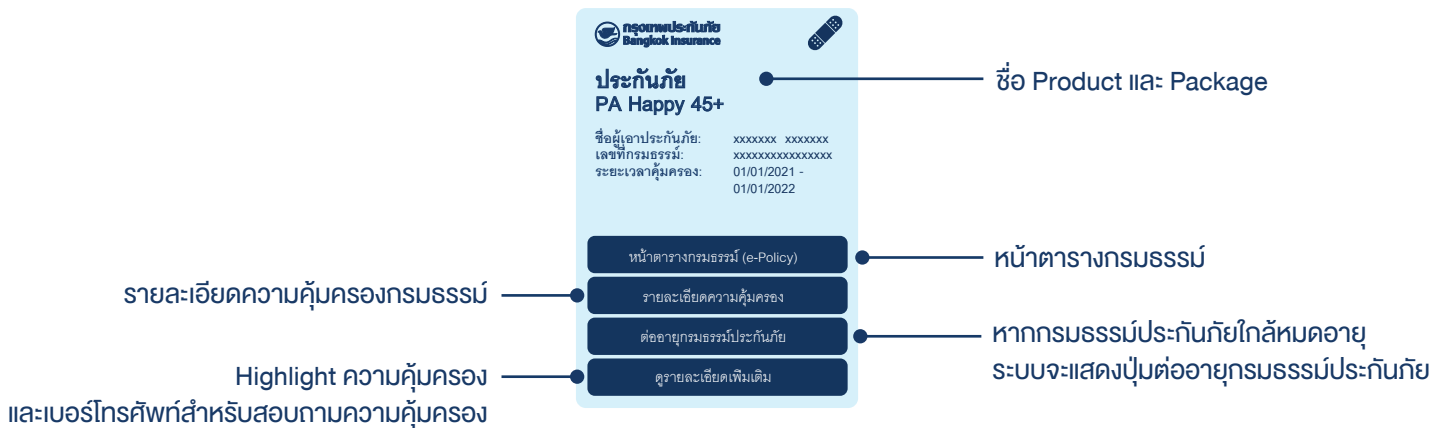 กรุงเทพประกันภัย
Bangkok Insurance
ประกันภัย
PA Happy 45+
ชื่อ Product และ Package
ชื่อผู้เอาประกันภัย: xxxxxxx xxxxxxx
เลขที่กรมธรรม์: xxxxxxxxxxxxxxxx
ระยะเวลาคุ้มครอง: 01/01/2021 -
01/01/2022
หน้าตารางกรมธรรม์ (e-Policy)
หน้าตารางกรมธรรม์
รายละเอียดความคุ้มครองกรมธรรม์
รายละเอียดความคุ้มครอง
ต่ออายุกรมธรรม์ประกันภัย
หากกรมธรรม์ประกันภัยใกล้หมดอายุ
ระบบจะแสดงปุ่มต่ออายุกรมธรรม์ประกันภัย
Highlight ความคุ้มครอง
และเบอร์โทรศัพท์สำหรับสอบถามความคุ้มครอง
ดูรายละเอียดเพิ่มเติม